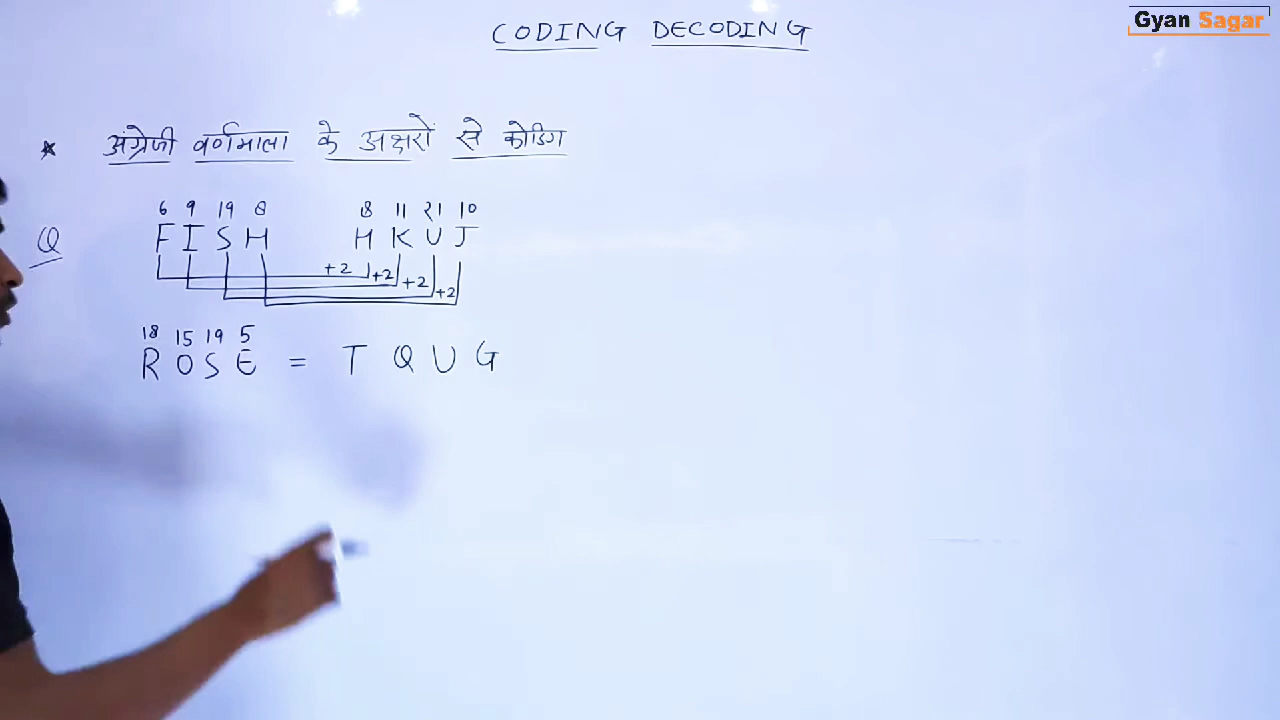 CODING DECODING
Gyan Sagar
* अंग्रेजी वर्णमाला के अक्षरों से कोडिंग
6 9 19 8 8 11 21 10
Q F I S H H K U J
+2 +2 +2 +2
18 15 19 5
R O S E = T Q U G